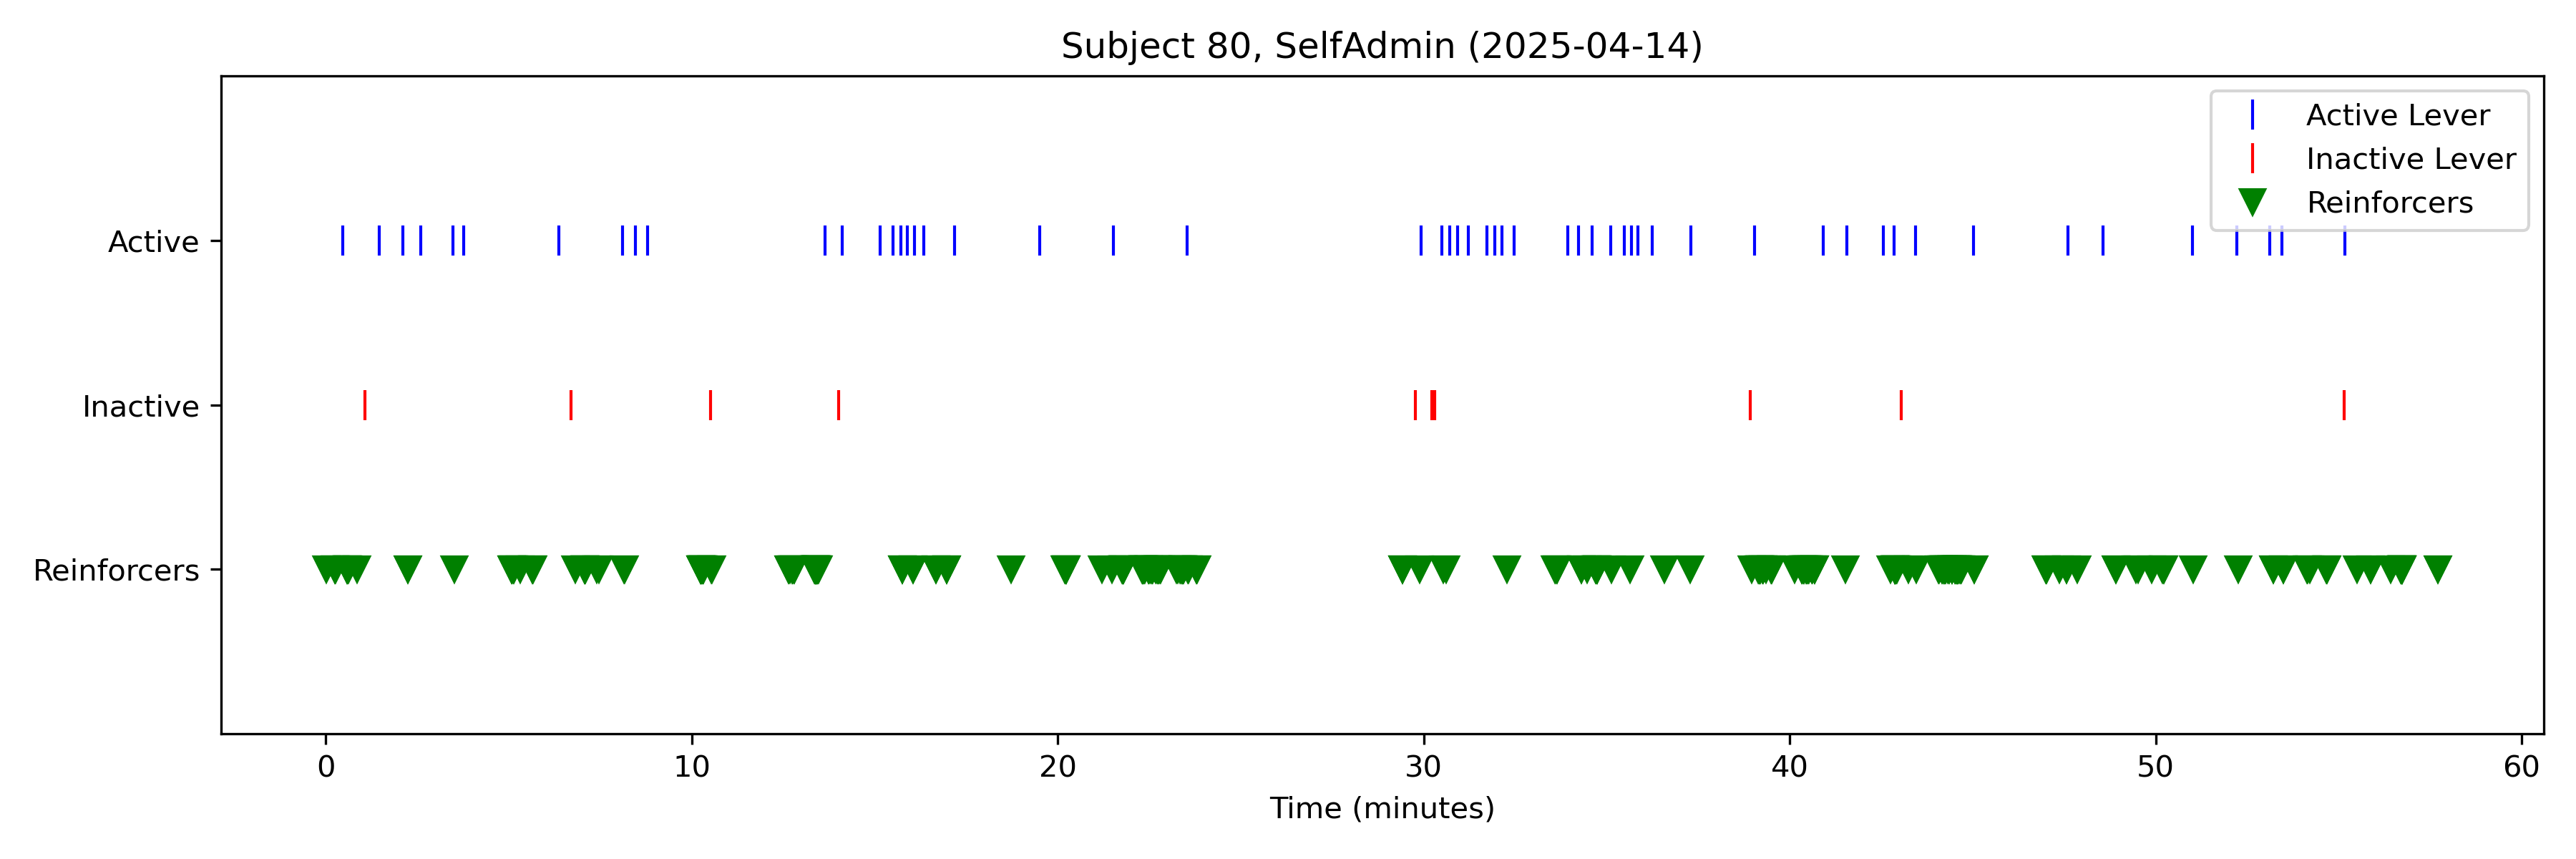 Subject 80, SelfAdmin (2025-04-14)
Active Lever
Inactive Lever
Reinforcers
Active
Inactive
Reinforcers
0 10 20 30 40 50 60
Time (minutes)